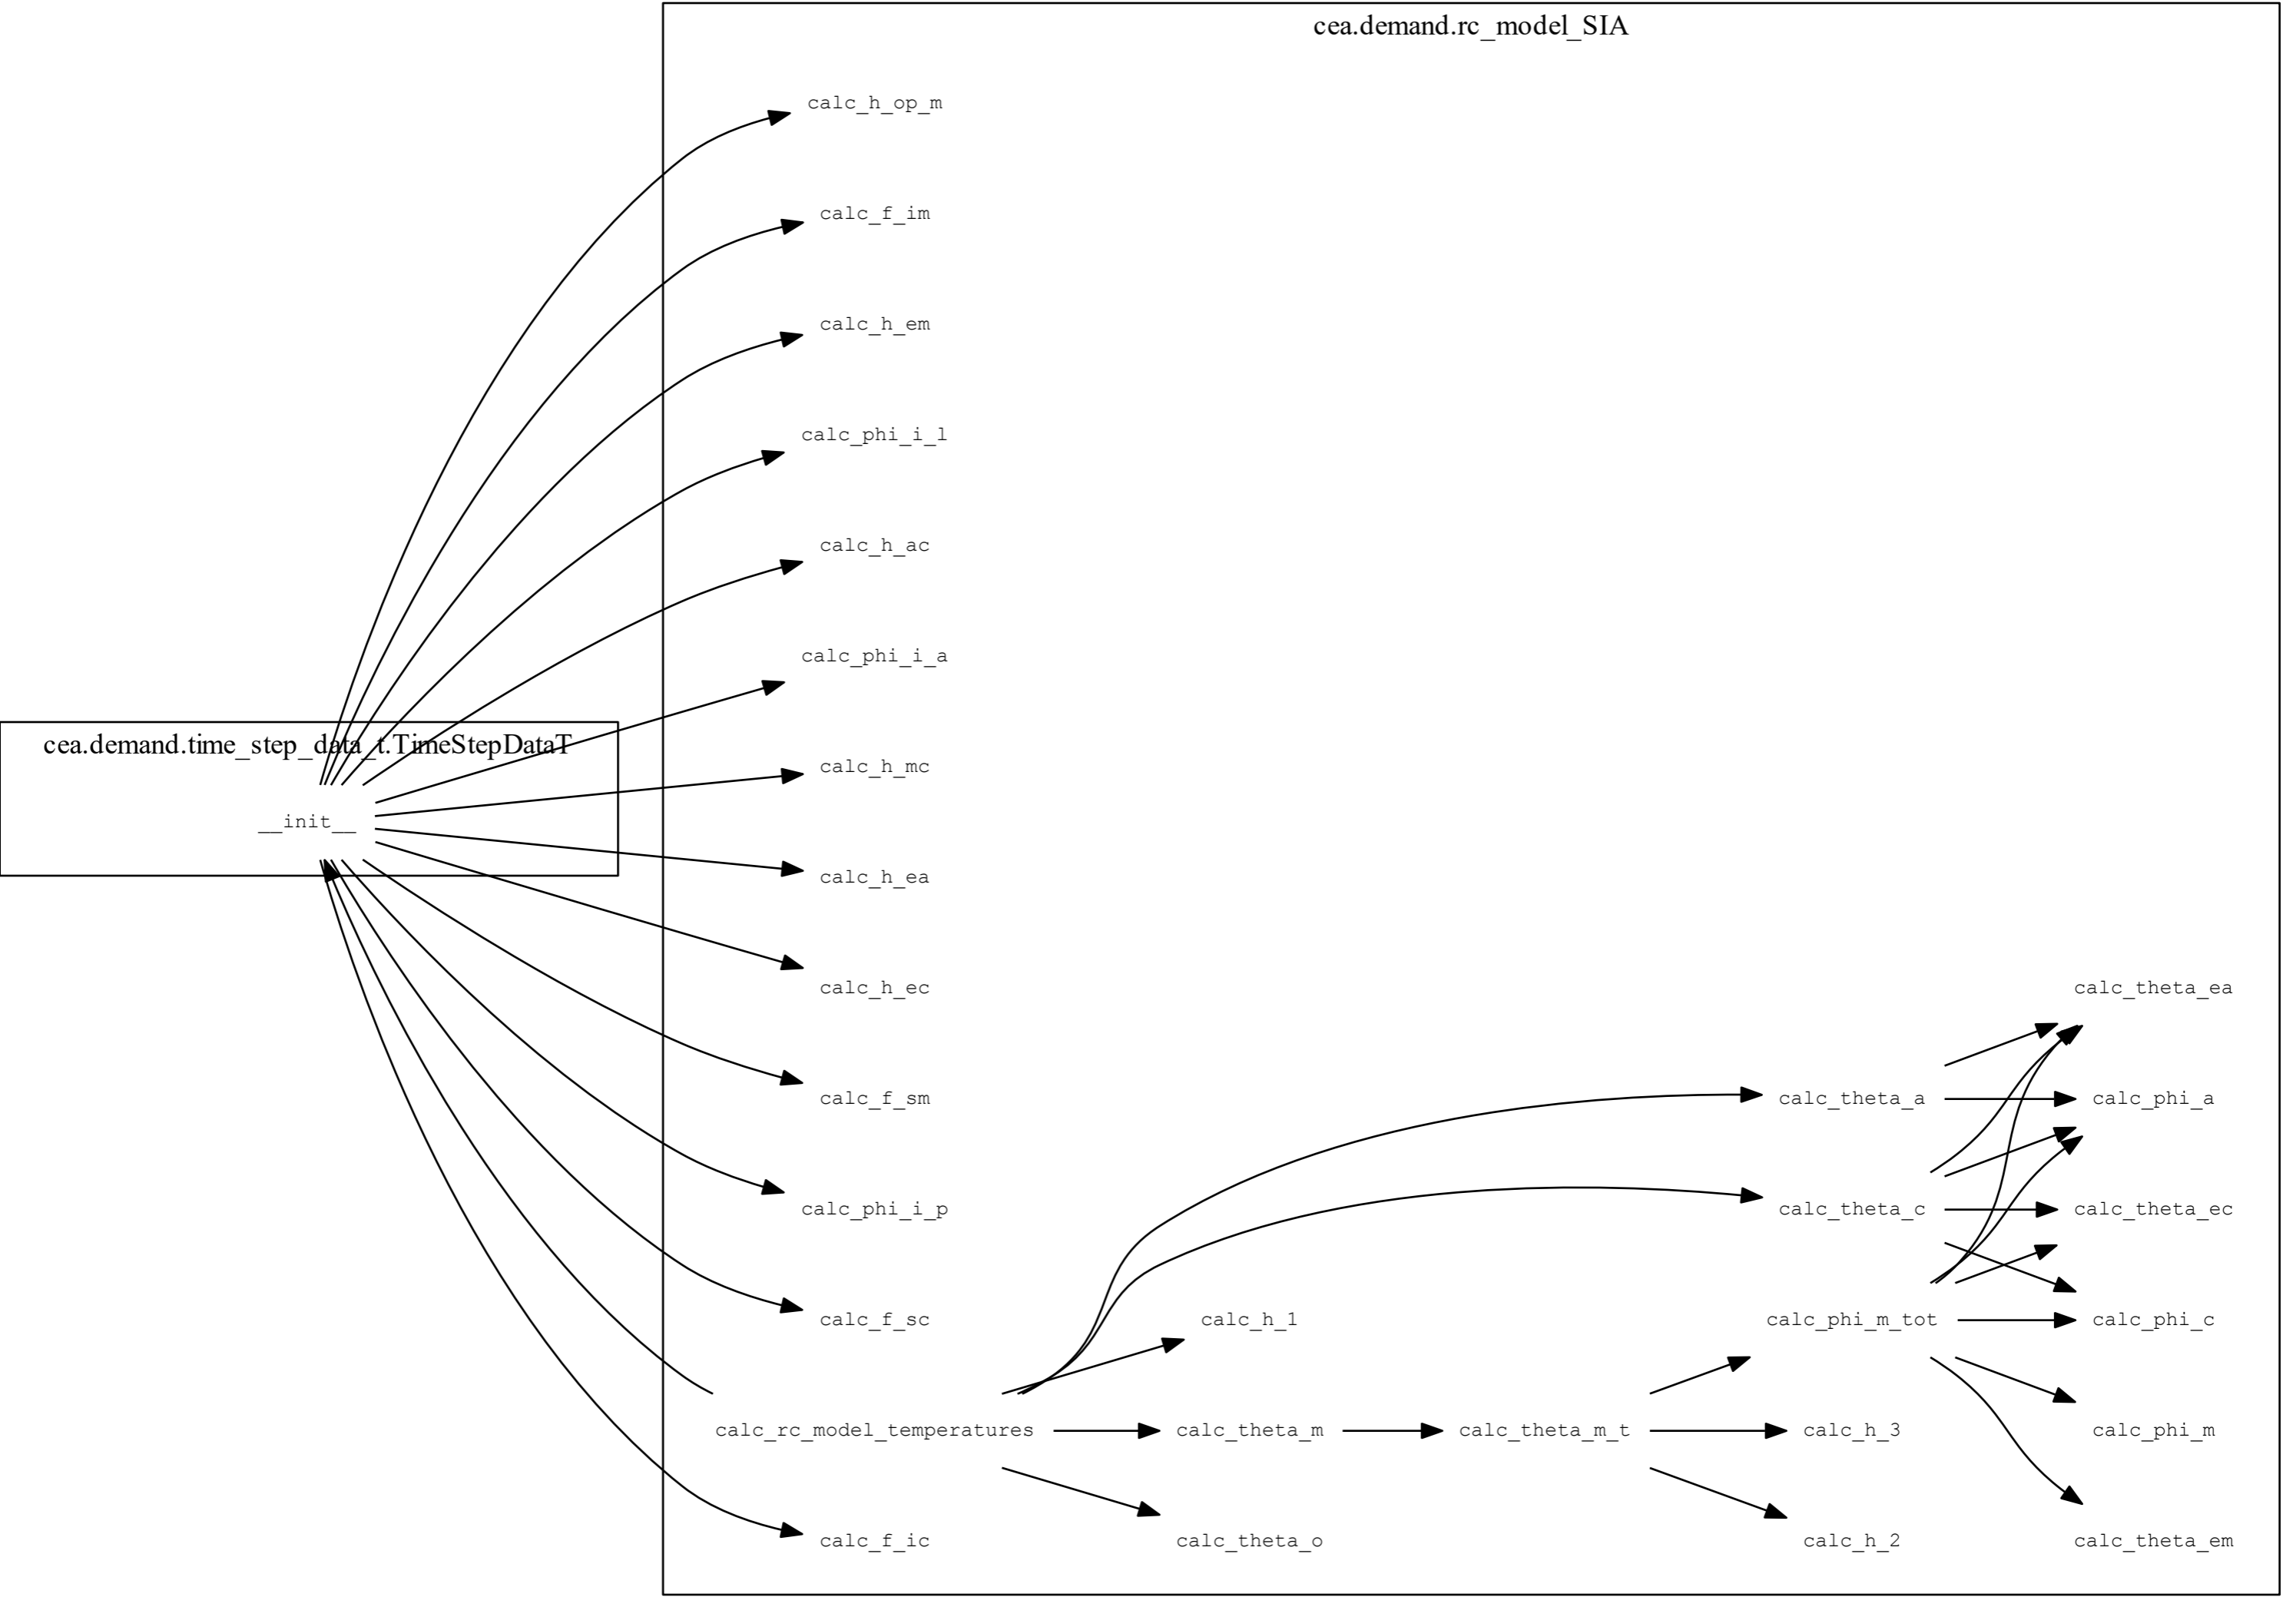 cea.demand.rc_model_SIA
calc_h_op_m
calc_f_im
calc_h_em
calc_phi_i_l
calc_h_ac
calc_phi_i_a
cea.demand.time_step_data_t.TimeStepDataT
calc_h_mc
__init__
calc_h_ea
calc_h_ec
calc_theta_ea
calc_f_sm
calc_theta_a
calc_phi_a
calc_phi_i_p
calc_theta_c
calc_theta_ec
calc_f_sc
calc_h_1
calc_phi_m_tot
calc_phi_c
calc_rc_model_temperatures
calc_theta_m
calc_theta_m_t
calc_h_3
calc_phi_m
calc_f_ic
calc_theta_o
calc_h_2
calc_theta_em